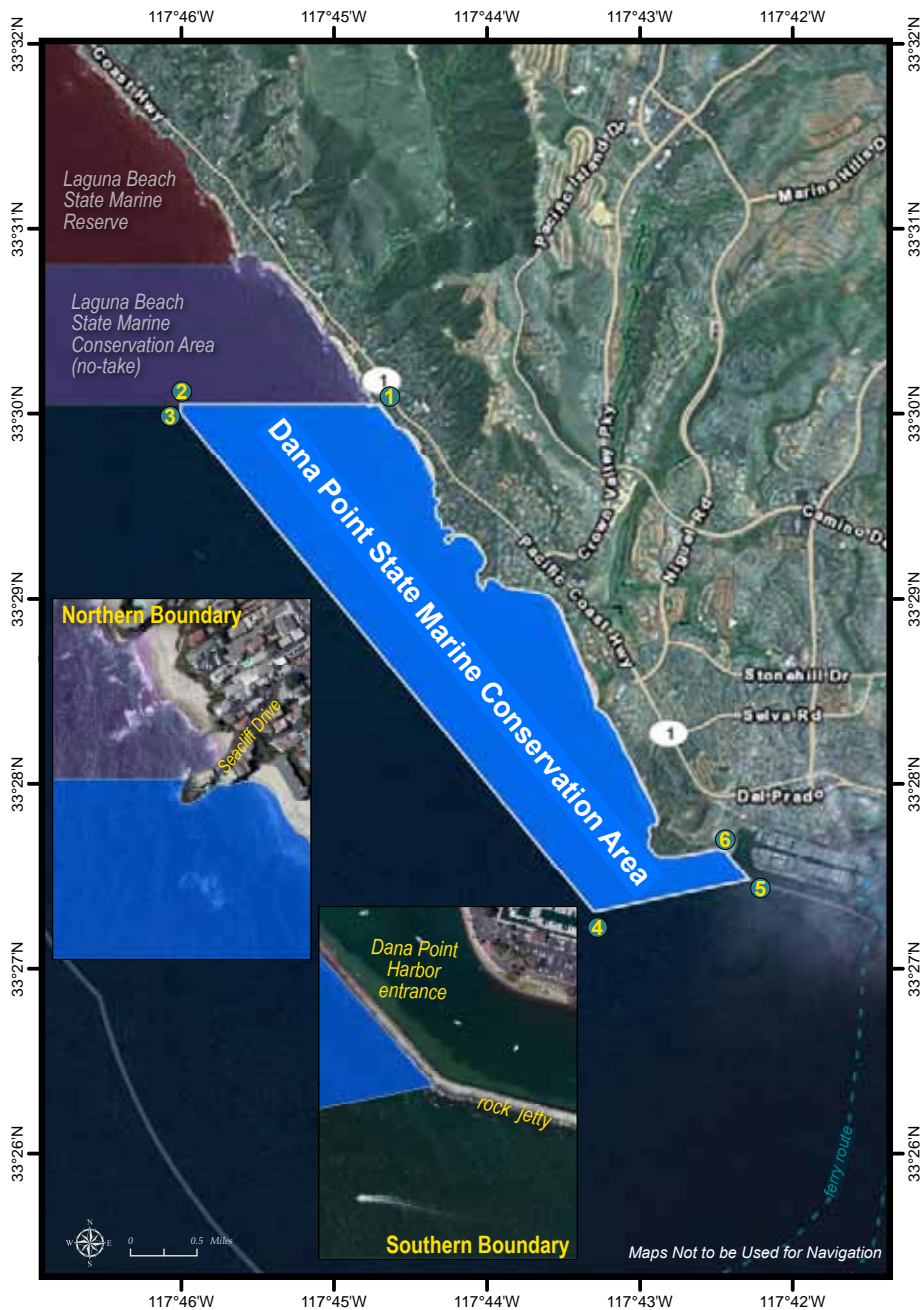 117°46'W
117°45'W
117°44'W
117°43'W
117°42'W
33°32'N
33°32'N
Coast Hwy
Pacific Island Dr
Marina Hills D
Laguna Beach
State Marine
Reserve
33°31'N
33°31'N
Laguna Beach
State Marine
Conservation Area
(no-take)
1
2
1
3
33°30'N
33°30'N
Dana Point State Marine Conservation Area
Crown Valley Pky
Niguel Rd
Camino De
Pacific Coast Hwy
33°29'N
33°29'N
Northern Boundary
Seacliff Drive
Stonehill Dr
Selva Rd
1
33°28'N
33°28'N
Del Prado
6
5
4
Dana Point
Harbor
entrance
33°27'N
33°27'N
rock jetty
33°26'N
33°26'N
ferry route
N
W
E
S
0
0.5 Miles
Southern Boundary
Maps Not to be Used for Navigation
117°46'W
117°45'W
117°44'W
117°43'W
117°42'W